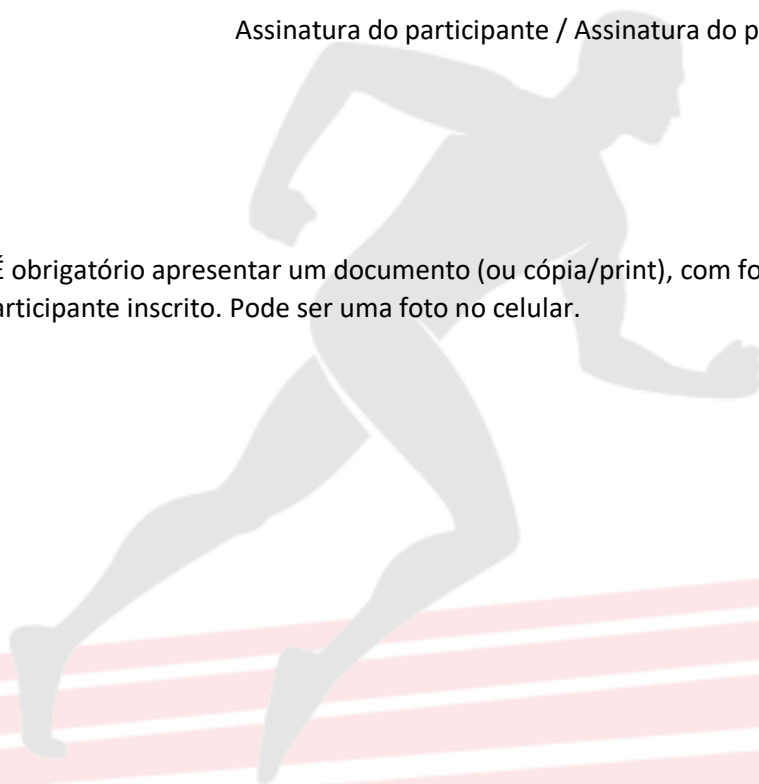 Assinatura do participante / Assinatura do p
É obrigatório apresentar um documento (ou cópia/print), com fo
articipante inscrito. Pode ser uma foto no celular.